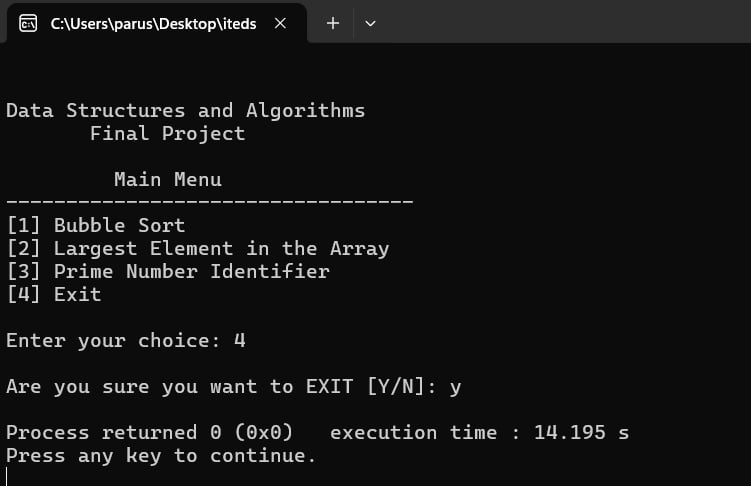 C:\Users\parus\Desktop\iteds
Data Structures and Algorithms
Final Project
Main Menu
----------------------------------
[1] Bubble Sort
[2] Largest Element in the Array
[3] Prime Number Identifier
[4] Exit
Enter your choice: 4
Are you sure you want to EXIT [Y/N]: y
Process returned 0 (0x0)   execution time : 14.195 s
Press any key to continue.